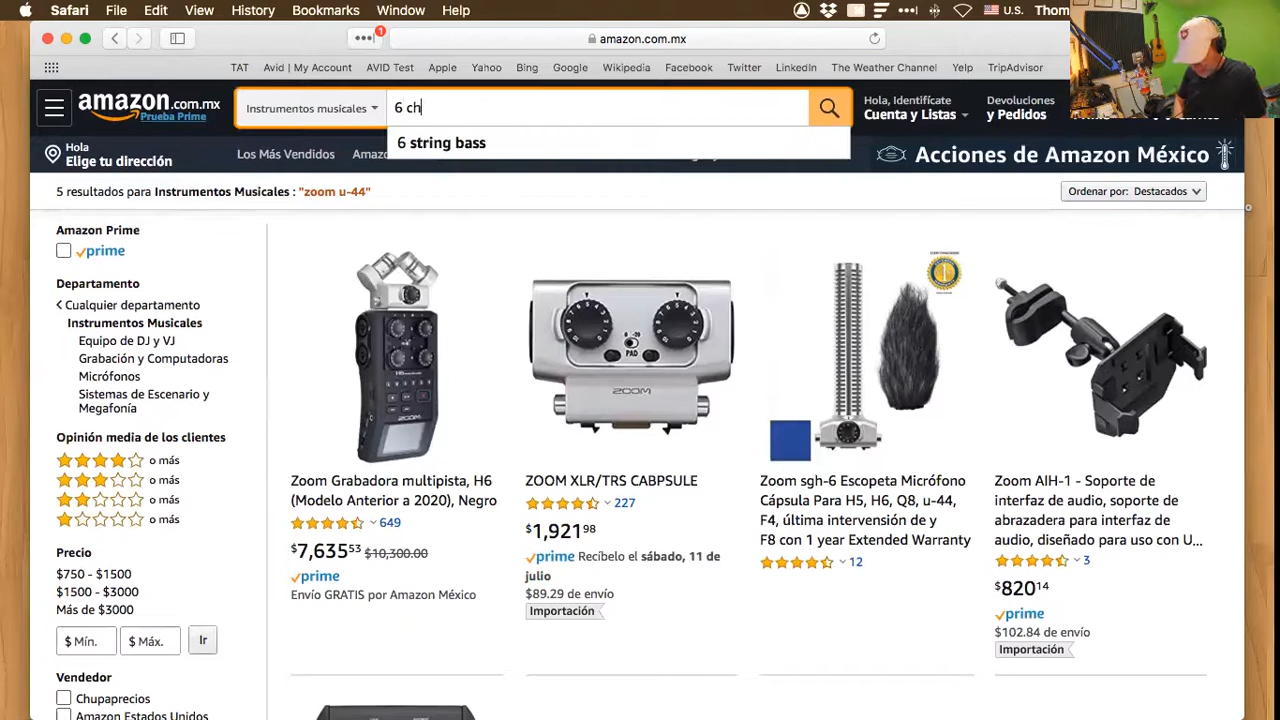 File Edit View History Bookmarks Window Help
U.S. Thom
1
amazon.com.mx
TAT Avid | My Account AVID Test Apple Yahoo Bing Google Wikipedia Facebook Twitter LinkedIn The Weather Channel Yelp TripAdvisor
amazon.com.mx
Prueba Prime
Instrumentos musicales
6 ch
Hola, Identifícate
Cuenta y Listas
Devoluciones
y Pedidos
6 string bass
Hola
Elige tu dirección
Los Más Vendidos
Acciones de Amazon México
5 resultados para Instrumentos Musicales : "zoom u-44"
Ordenar por: Destacados
Amazon Prime
prime
Departamento
Cualquier departamento
Instrumentos Musicales
Equipo de DJ y VJ
Grabación y Computadoras
Micrófonos
Sistemas de Escenario y
Megafonía
Opinión media de los clientes
o más
o más
o más
o más
Precio
$750 - $1500
$1500 - $3000
Más de $3000
$ Mín.
$ Máx.
Ir
Vendedor
Chupaprecios
Amazon Estados Unidos
Zoom Grabadora multipista, H6
(Modelo Anterior a 2020), Negro
649
$7,635 53 $10,300.00
prime
Envío GRATIS por Amazon México
PAD
ZOOM
ZOOM XLR/TRS CABPSULE
227
$1,921 98
prime Recíbelo el sábado, 11 de
julio
$89.29 de envío
Importación
Zoom sgh-6 Escopeta Micrófono
Cápsula Para H5, H6, Q8, u-44,
F4, última intervensión de y
F8 con 1 year Extended Warranty
12
Zoom AIH-1 - Soporte de
interfaz de audio, soporte de
abrazadera para interfaz de
audio, diseñado para uso con U...
3
$820 14
prime
$102.84 de envío
Importación